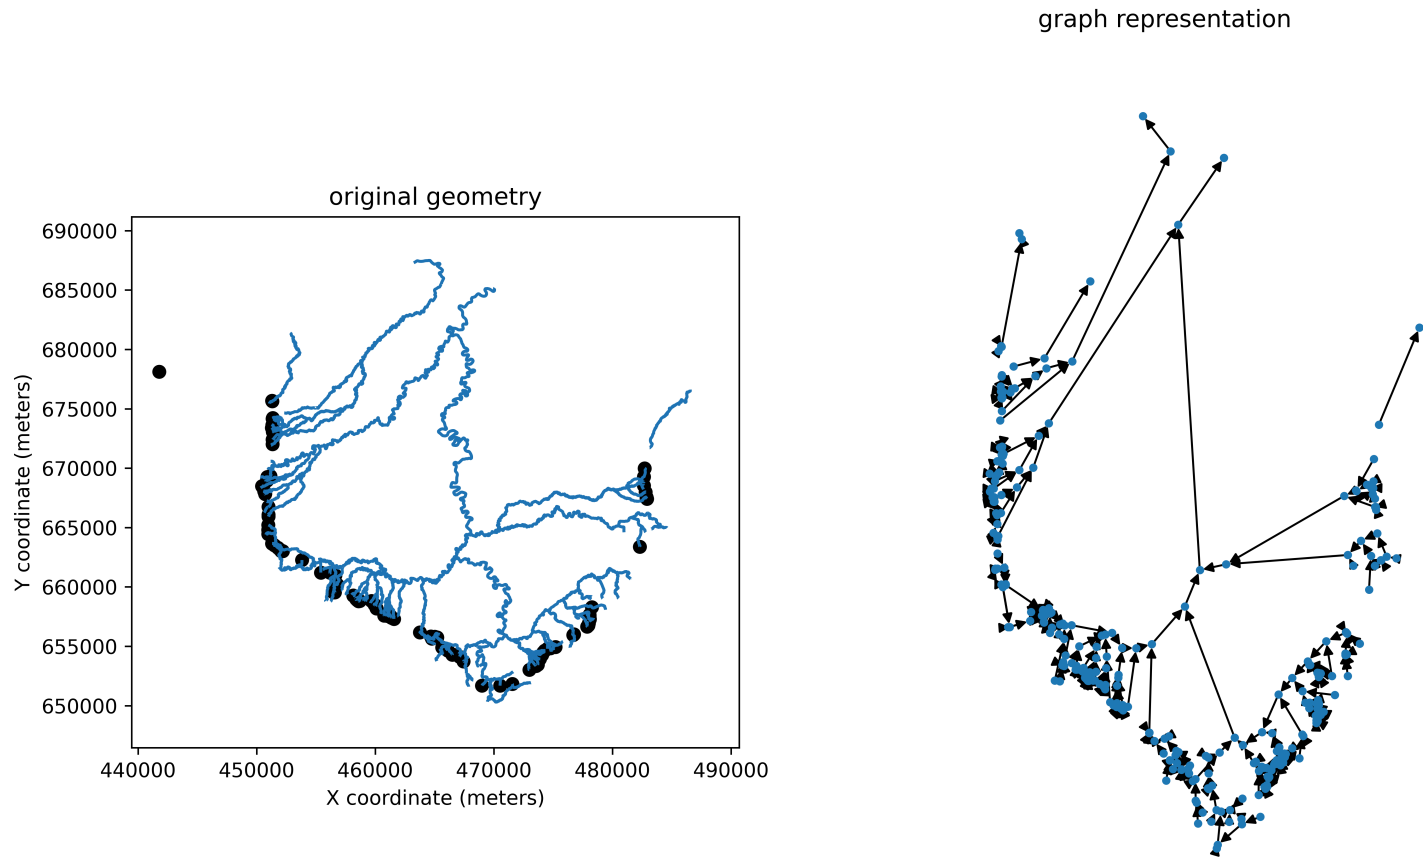 graph representation
original geometry
690000
685000
680000
675000
670000
665000
660000
655000
650000
Y coordinate (meters)
440000 450000 460000 470000 480000 490000
X coordinate (meters)